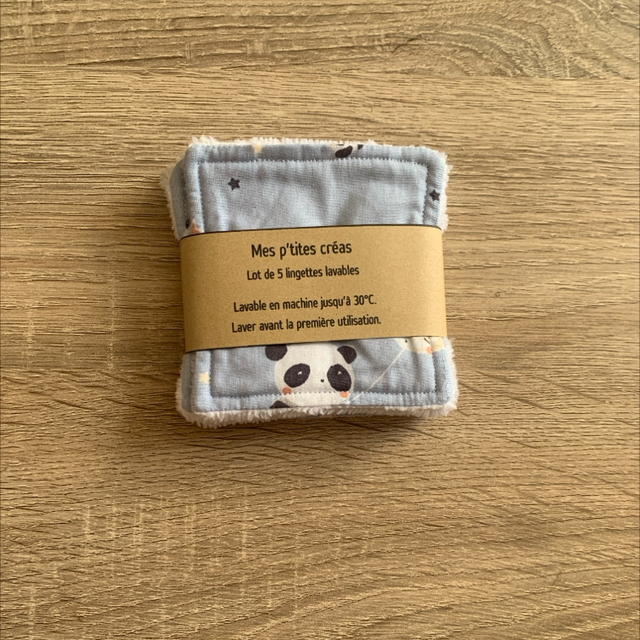 Mes p'tites créas
Lot de 5 lingettes lavables
Lavable en machine jusqu'à 30°C.
Laver avant la première utilisation.